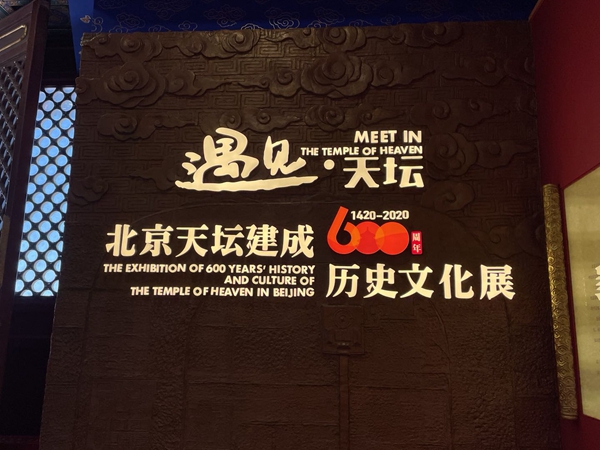 遇见·天坛
MEET IN
THE TEMPLE OF HEAVEN
北京天坛建成
1420-2020
600
周年
THE EXHIBITION OF 600 YEARS' HISTORY
AND CULTURE OF
THE TEMPLE OF HEAVEN IN BEIJING
历史文化展